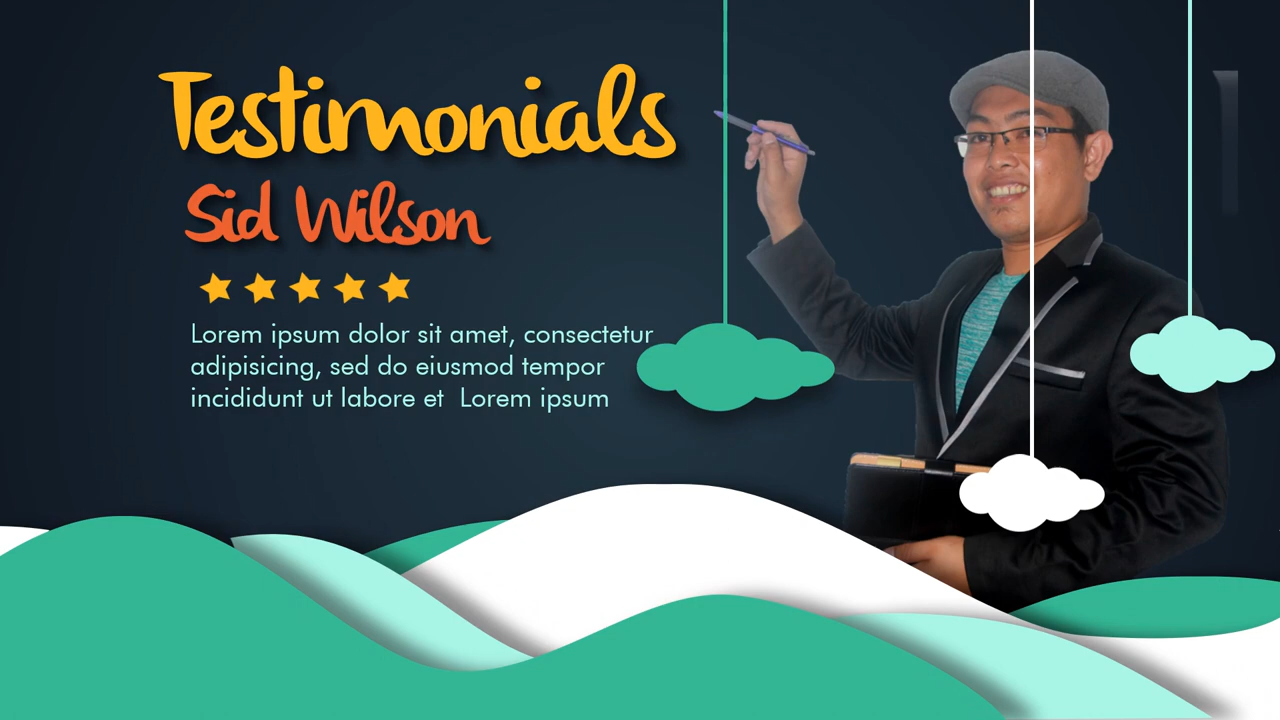 Testimonials
Sid Wilson
Lorem ipsum dolor sit amet, consectetur
adipisicing, sed do eiusmod tempor
incididunt ut labore et  Lorem ipsum